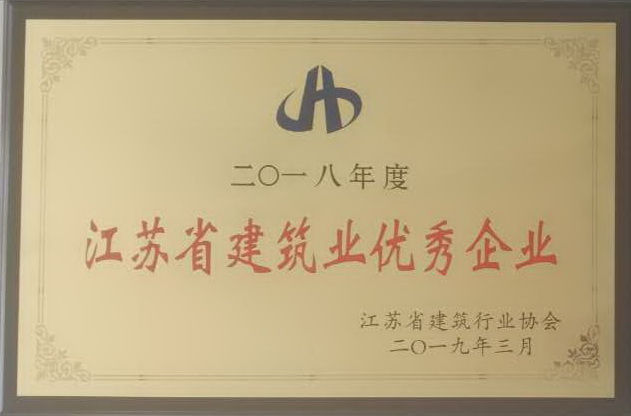 二〇一八年度
江苏省建筑业优秀企业
江苏省建筑行业协会
二〇一九年三月